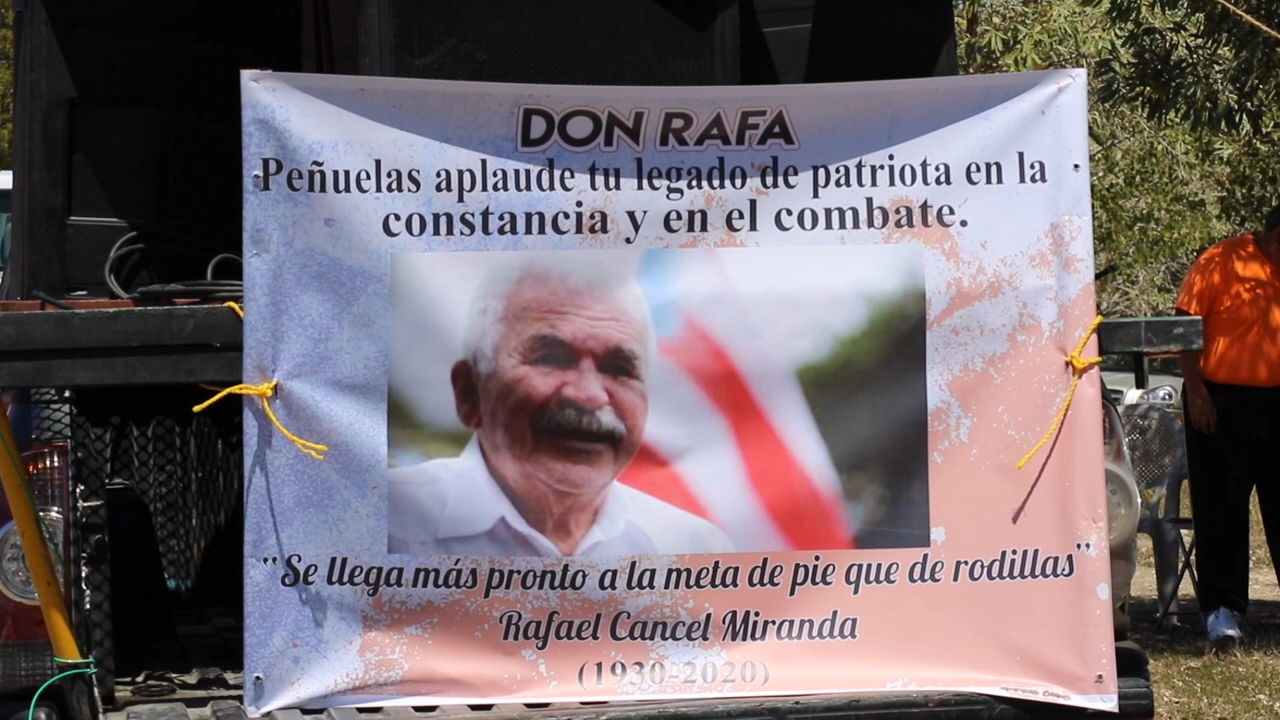 DON RAFA
Peñuelas aplaude tu legado de patriota en la
constancia y en el combate.
"Se llega más pronto a la meta de pie que de rodillas"
Rafael Cancel Miranda
(1930-2020)